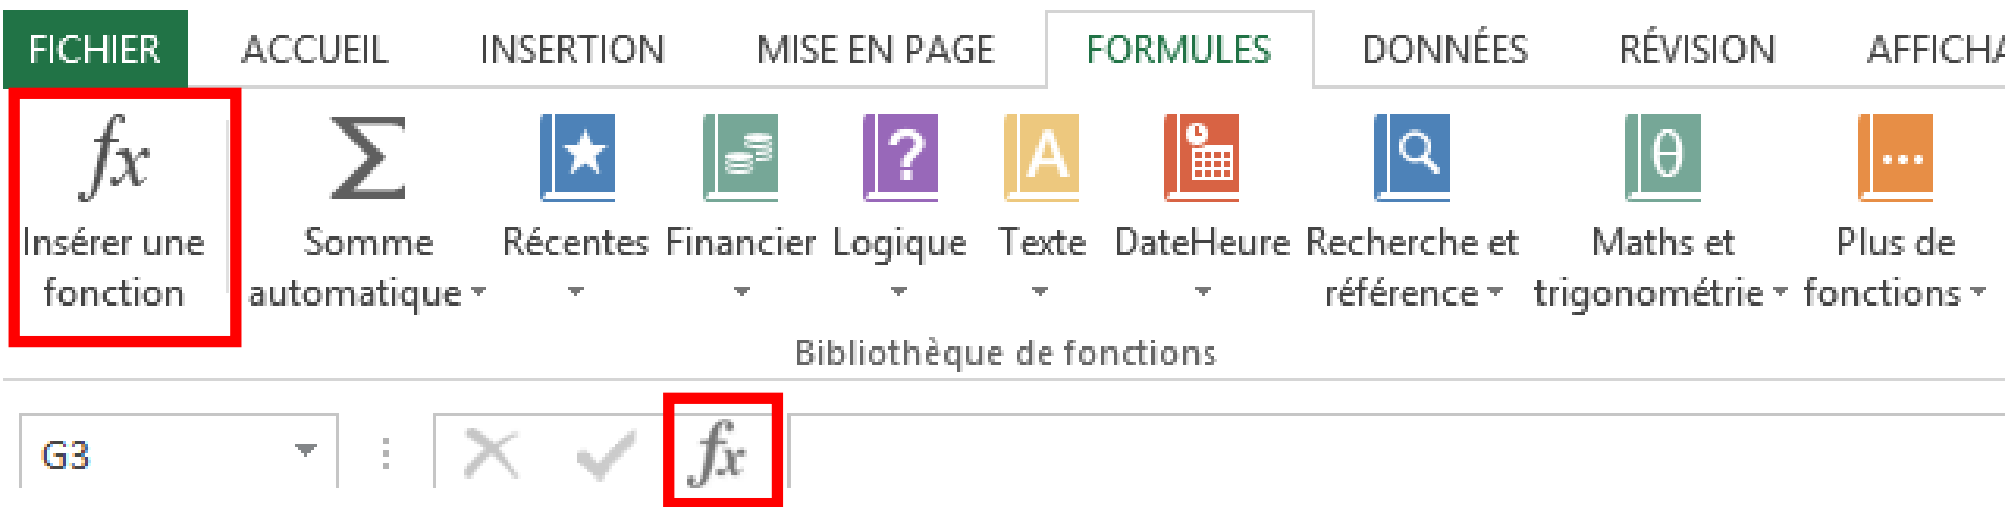 FICHIER ACCUEIL INSERTION MISE EN PAGE FORMULES DONNÉES RÉVISION AFFICHA
fx Σ ? A θ ...
Insérer une Somme Récentes Financier Logique Texte DateHeure Recherche et Maths et Plus de
fonction automatique référence trigonométrie fonctions
Bibliothèque de fonctions
G3 fx